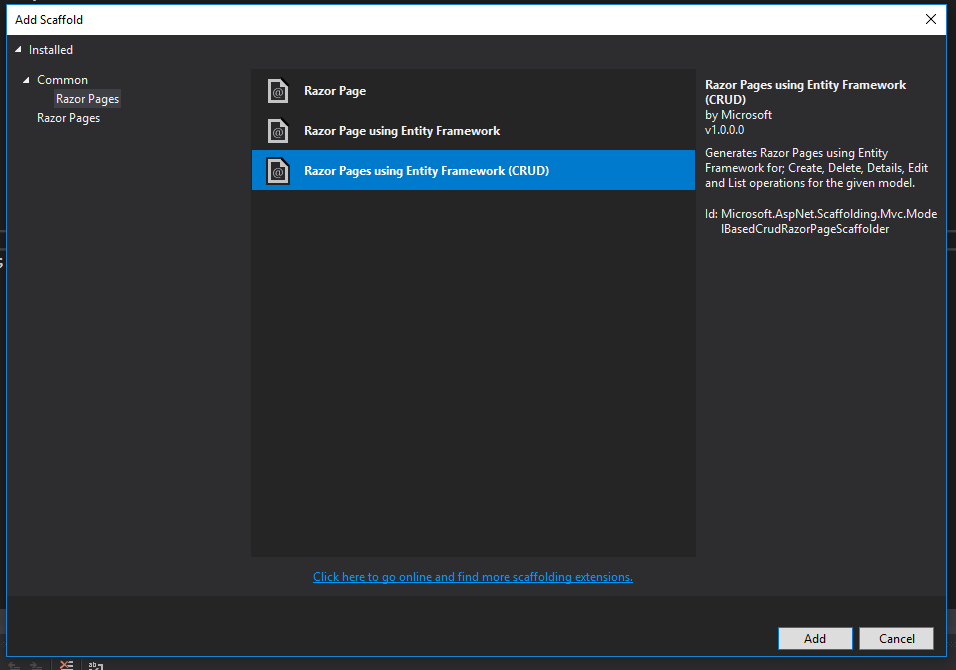 Add Scaffold
Installed
Common
Razor Pages
Razor Pages
Razor Page
Razor Page using Entity Framework
Razor Pages using Entity Framework (CRUD)
Razor Pages using Entity Framework
(CRUD)
by Microsoft
v1.0.0.0
Generates Razor Pages using Entity
Framework for; Create, Delete, Details, Edit
and List operations for the given model.
Id: Microsoft.AspNet.Scaffolding.Mvc.Mode
lBasedCrudRazorPageScaffolder
Click here to go online and find more scaffolding extensions.
Add
Cancel